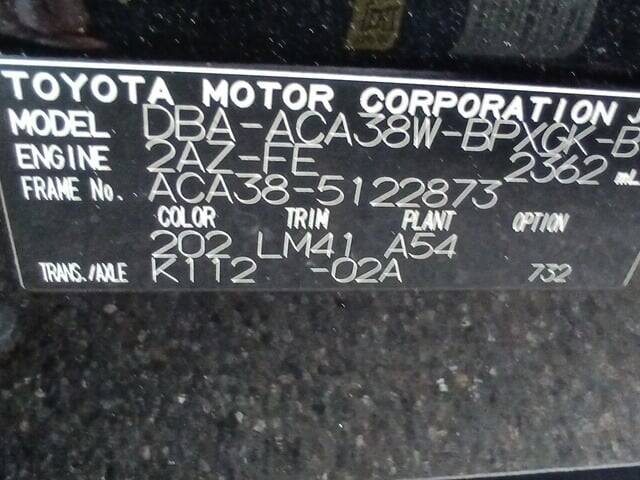 TOYOTA MOTOR CORPORATION J
MODEL DBA-ACA38W-BPXGK-B
ENGINE 2AZ-FE 2362 mL
FRAME No. ACA38-5122873
COLOR TRIM PLANT OPTION
202 LM41 A54
TRANS./AXLE K112 -02A 732